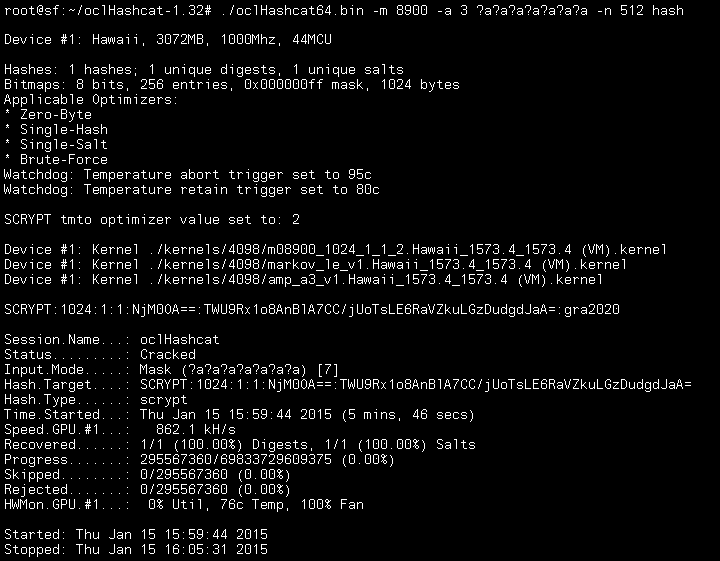 root@sf:~/oclHashcat-1.32# ./oclHashcat64.bin -m 8900 -a 3 ?a?a?a?a?a?a?a -n 512 hash
Device #1: Hawaii, 3072MB, 1000Mhz, 44MCU
Hashes: 1 hashes; 1 unique digests, 1 unique salts
Bitmaps: 8 bits, 256 entries, 0x000000ff mask, 1024 bytes
Applicable Optimizers:
* Zero-Byte
* Single-Hash
* Single-Salt
* Brute-Force
Watchdog: Temperature abort trigger set to 95c
Watchdog: Temperature retain trigger set to 80c
SCRYPT tmto optimizer value set to: 2
Device #1: Kernel ./kernels/4098/m08900_1024_1_1_2.Hawaii_1573.4_1573.4 (VM).kernel
Device #1: Kernel ./kernels/4098/markov_le_v1.Hawaii_1573.4_1573.4 (VM).kernel
Device #1: Kernel ./kernels/4098/amp_a3_v1.Hawaii_1573.4_1573.4 (VM).kernel
SCRYPT:1024:1:1:NjM0OA==:TWU9Rx1o8AnBlA7CC/jUoTsLE6RaVZkuLGzDudgdJaA=:gra2020
Session.Name...: oclHashcat
Status.........: Cracked
Input.Mode.....: Mask (?a?a?a?a?a?a?a) [7]
Hash.Target....: SCRYPT:1024:1:1:NjM0OA==:TWU9Rx1o8AnBlA7CC/jUoTsLE6RaVZkuLGzDudgdJaA=
Hash.Type......: scrypt
Time.Started...: Thu Jan 15 15:59:44 2015 (5 mins, 46 secs)
Speed.GPU.#1...:   862.1 kH/s
Recovered......: 1/1 (100.00%) Digests, 1/1 (100.00%) Salts
Progress.......: 295567360/69833729609375 (0.00%)
Skipped........: 0/295567360 (0.00%)
Rejected.......: 0/295567360 (0.00%)
HWMon.GPU.#1...:  0% Util, 76c Temp, 100% Fan
Started: Thu Jan 15 15:59:44 2015
Stopped: Thu Jan 15 16:05:31 2015